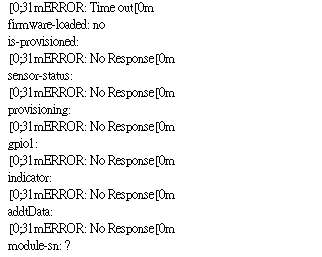 [0;31mERROR: Time out[0m
firmware-loaded: no
is-provisioned:
[0;31mERROR: No Response[0m
sensor-status:
[0;31mERROR: No Response[0m
provisioning:
[0;31mERROR: No Response[0m
gpio1:
[0;31mERROR: No Response[0m
indicator:
[0;31mERROR: No Response[0m
addtData:
[0;31mERROR: No Response[0m
module-sn: ?